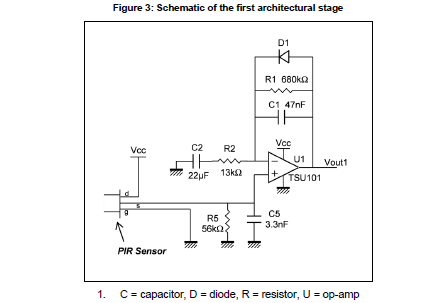 Figure 3: Schematic of the first architectural stage
D1
R1 680kΩ
C1 47nF
Vcc
C2
R2
Vcc
U1
Vout1
22µF
13kΩ
TSU101
d
s
g
R5
56kΩ
C5
3.3nF
PIR Sensor
1. C = capacitor, D = diode, R = resistor, U = op-amp